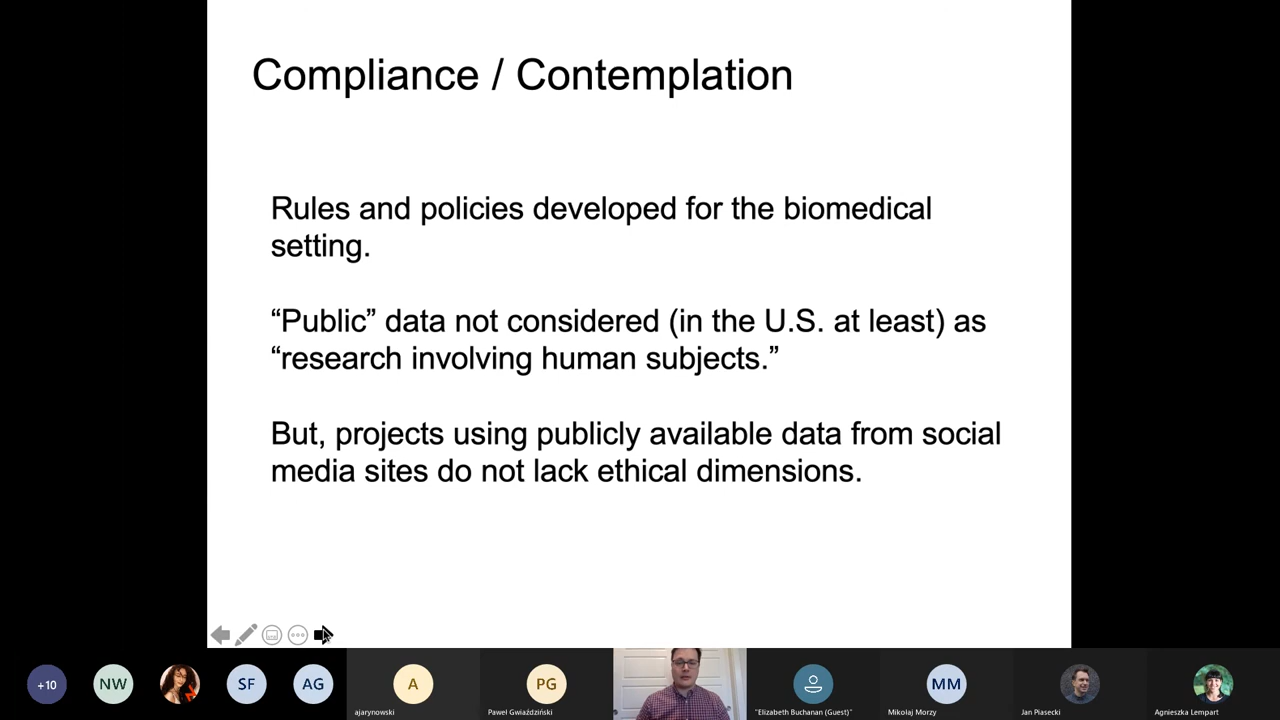 Compliance / Contemplation
Rules and policies developed for the biomedical
setting.
“Public” data not considered (in the U.S. at least) as
“research involving human subjects.”
But, projects using publicly available data from social
media sites do not lack ethical dimensions.
+10
NW
SF
AG
A
PG
MM
ajarynowski
Paweł Gwiaździński
"Elizabeth Buchanan (Guest)"
Mikołaj Morzy
Jan Piasecki
Agnieszka Lempart